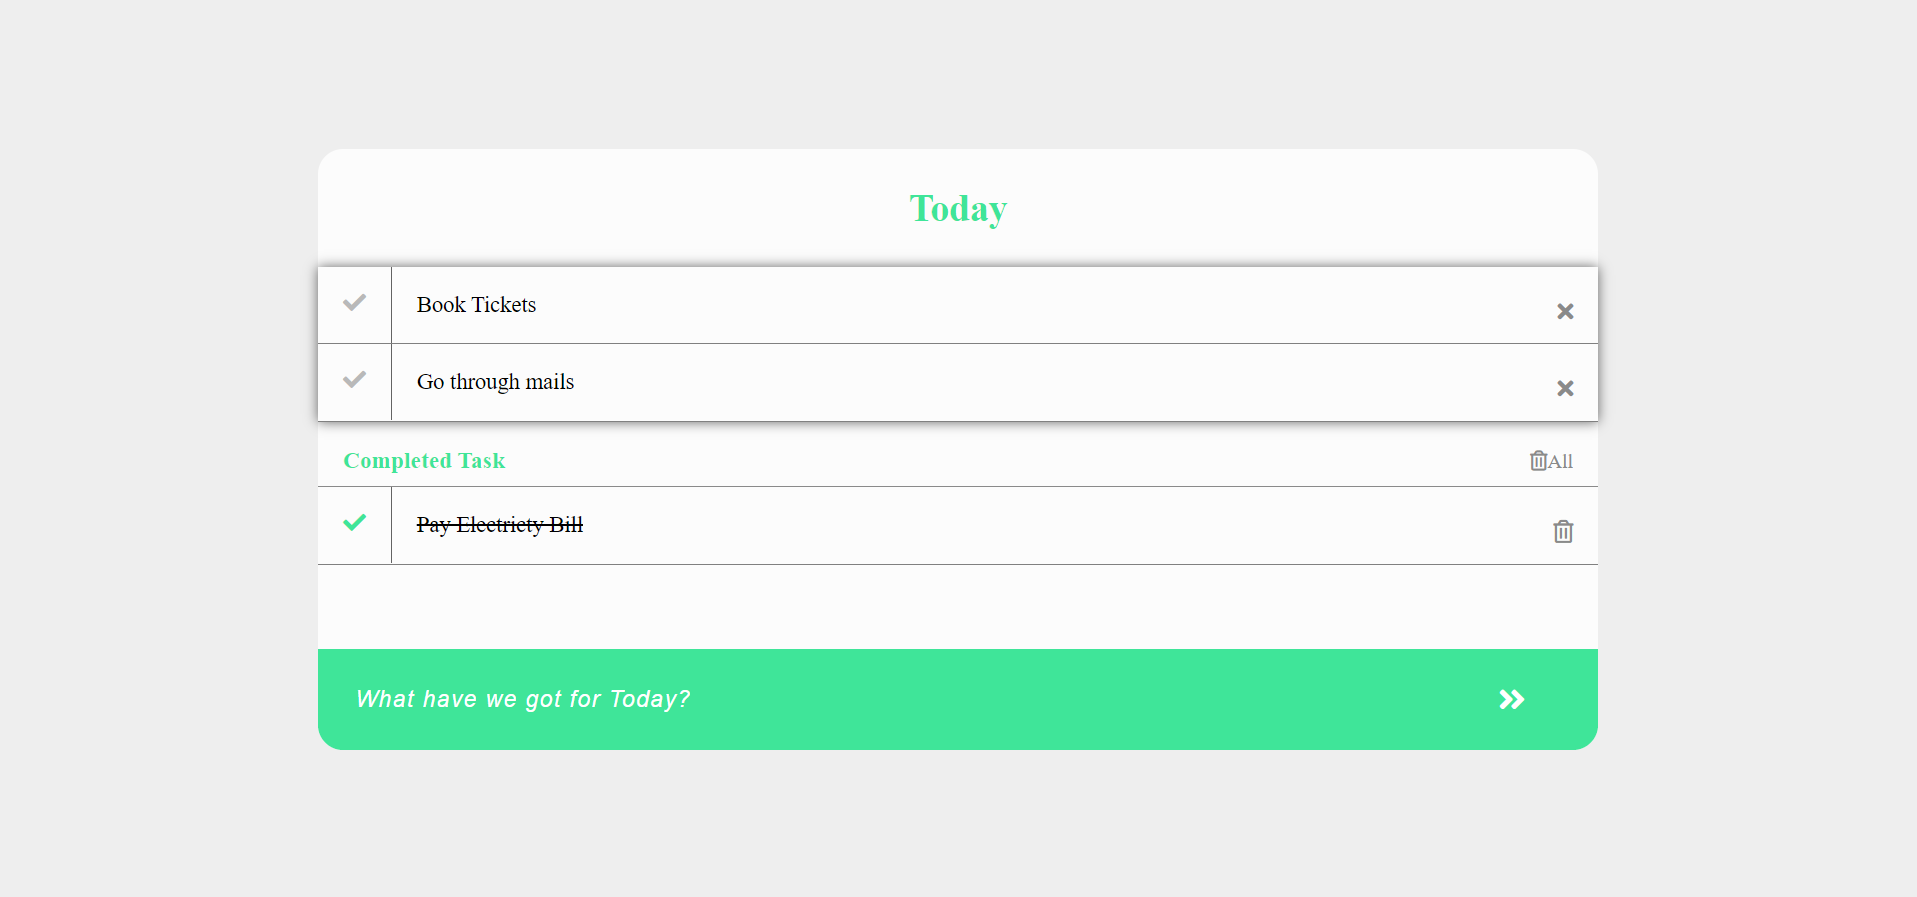 Today
Book Tickets
Go through mails
Completed Task
All
Pay Electricty Bill
What have we got for Today?